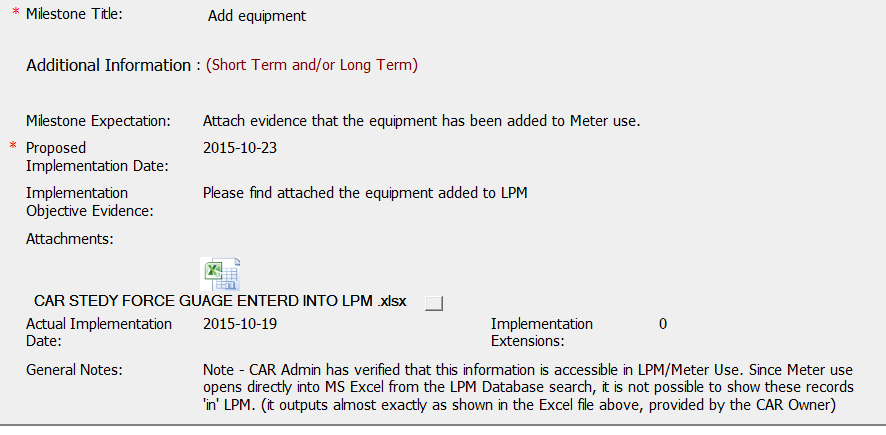 * Milestone Title: Add equipment
Additional Information : (Short Term and/or Long Term)
Milestone Expectation: Attach evidence that the equipment has been added to Meter use.
* Proposed 2015-10-23
Implementation Date:
Implementation Please find attached the equipment added to LPM
Objective Evidence:
Attachments:
CAR STEDY FORCE GUAGE ENTERD INTO LPM .xlsx
Actual Implementation 2015-10-19 Implementation 0
Date: Extensions:
General Notes: Note - CAR Admin has verified that this information is accessible in LPM/Meter Use. Since Meter use
opens directly into MS Excel from the LPM Database search, it is not possible to show these records
'in' LPM. (it outputs almost exactly as shown in the Excel file above, provided by the CAR Owner)